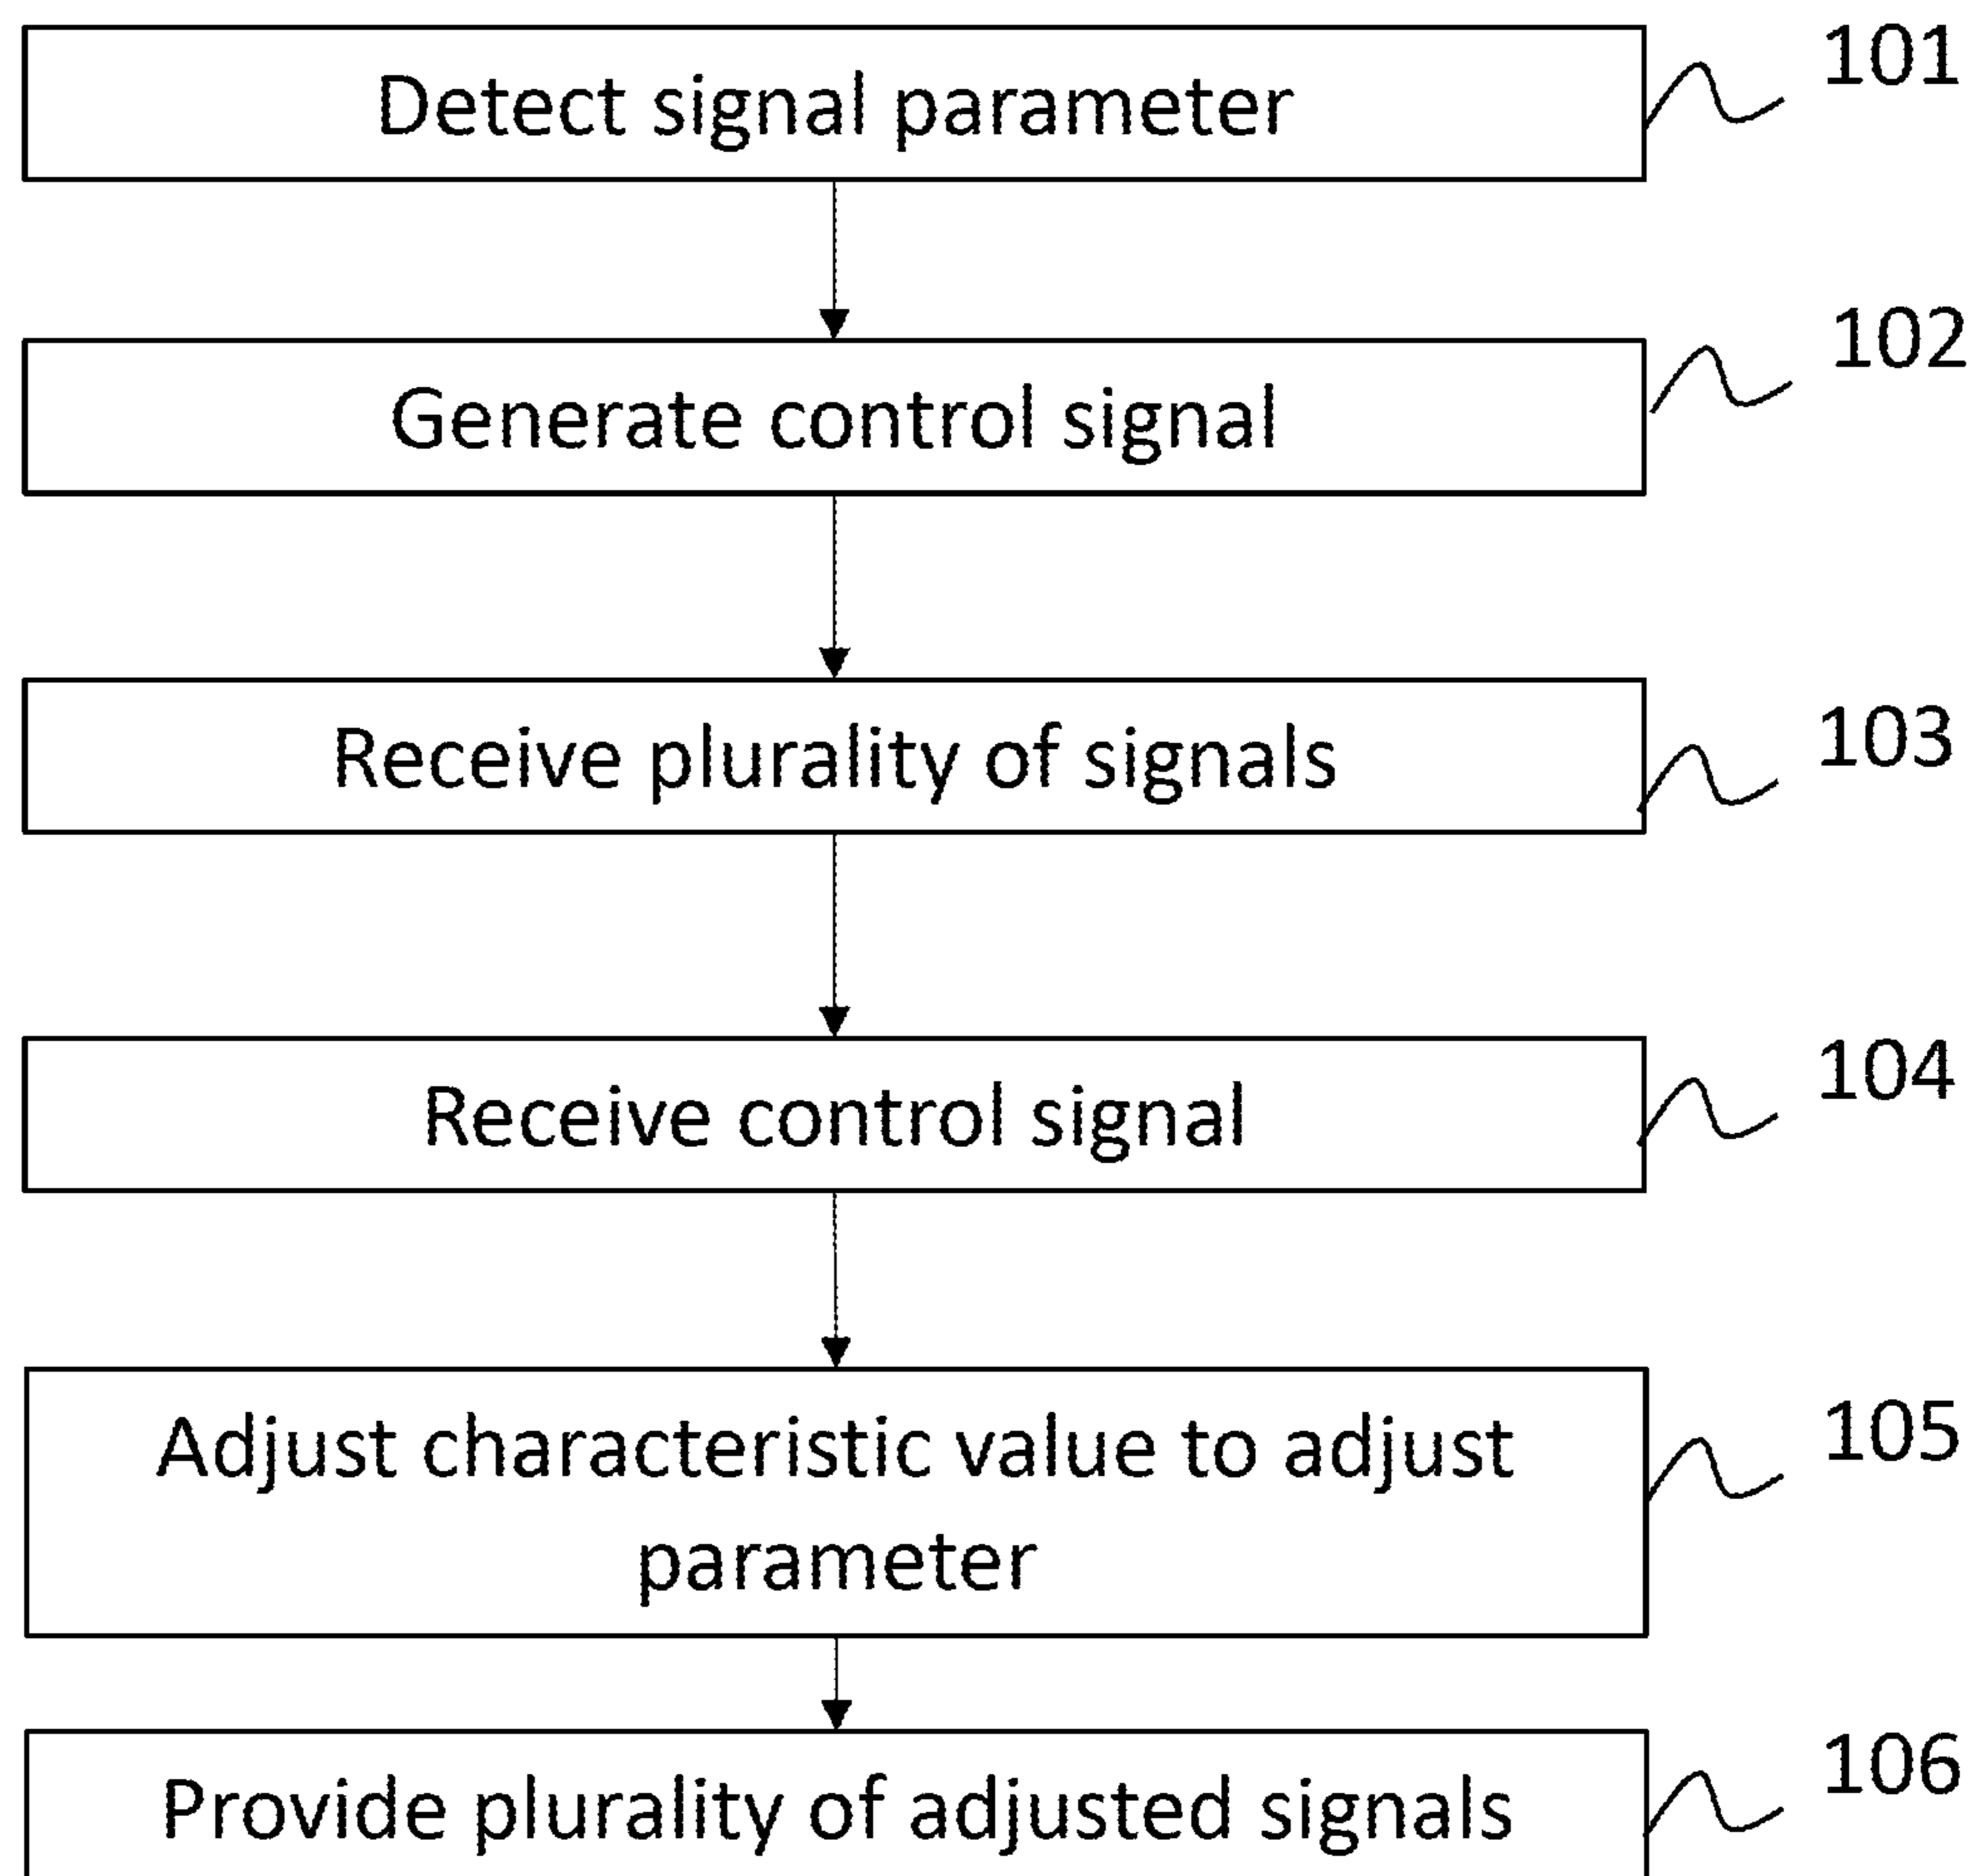 Detect signal parameter
101
Generate control signal
102
Receive plurality of signals
103
Receive control signal
104
Adjust characteristic value to adjust
parameter
105
Provide plurality of adjusted signals
106